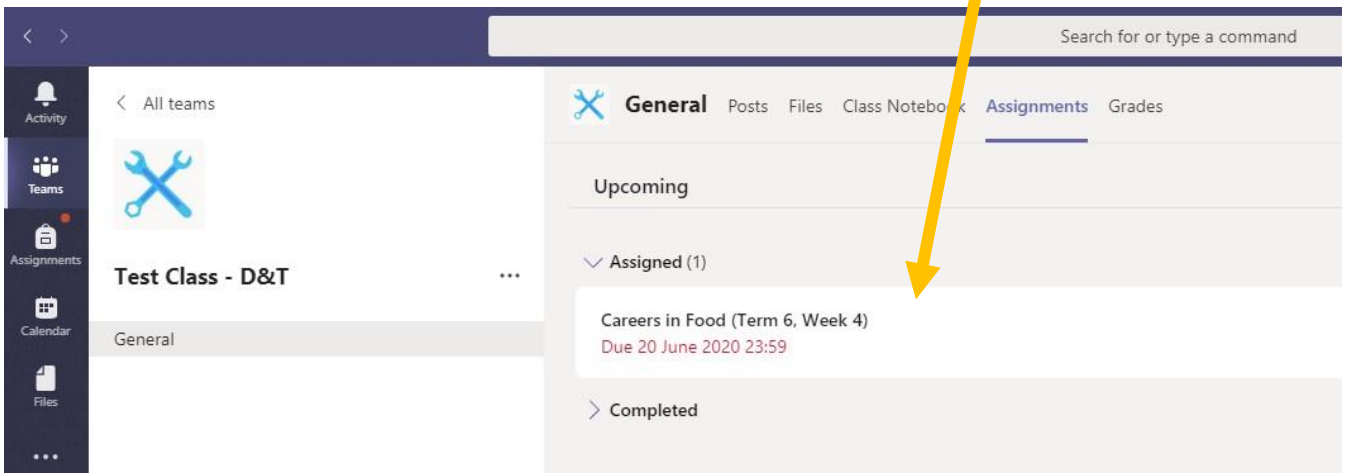 Search for or type a command
Activity
Teams
Assignments
Calendar
Files
All teams
Test Class - D&T
General
General Posts Files Class Notebook Assignments Grades
Upcoming
Assigned (1)
Careers in Food (Term 6, Week 4)
Due 20 June 2020 23:59
Completed